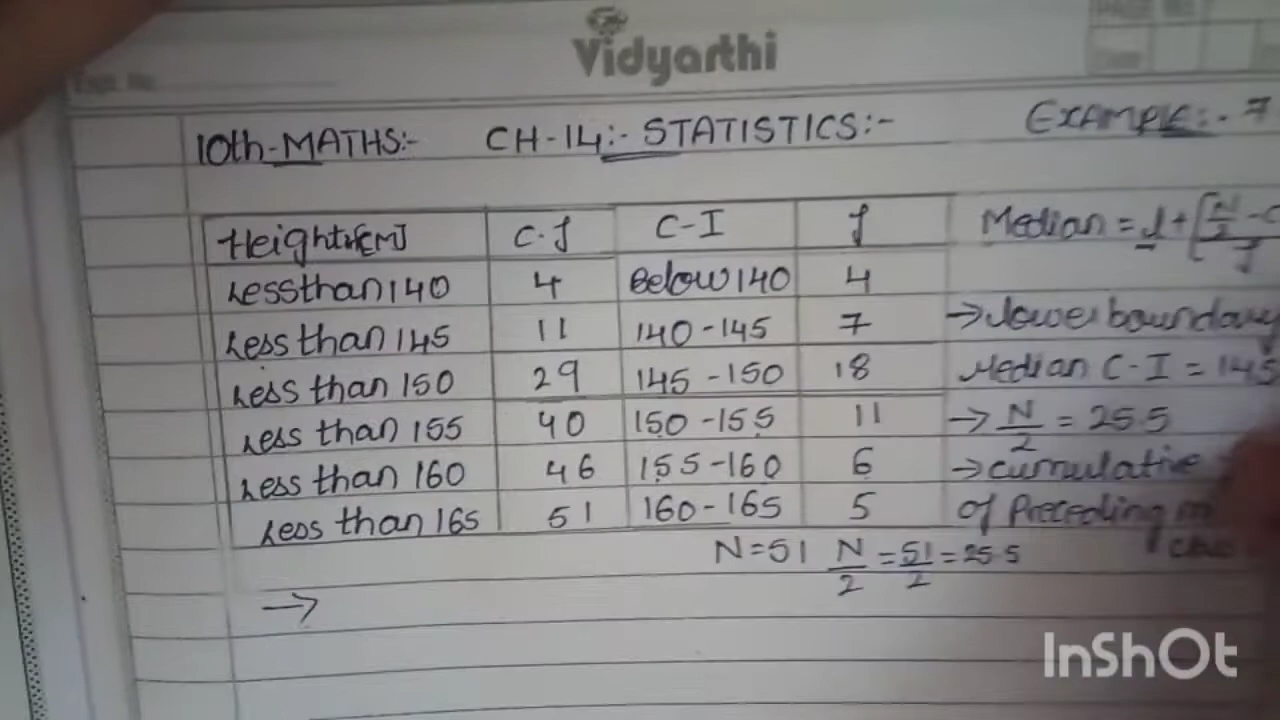 Vidyarthi
10th-MATHS:- CH-14:- STATISTICS:- EXAMPLE:- 7
Height[CM] C.f C-I f Median = l + [N/2 - C / f
Less than 140 4 Below 140 4
Less than 145 11 140-145 7 → lower boundary
Less than 150 29 145-150 18 Median C-I = 145
Less than 155 40 150-155 11 → N/2 = 25.5
Less than 160 46 155-160 6 → cumulative
Less than 165 51 160-165 5 of Preceding
N=51 N/2 = 51/2 = 25.5
→
InShOt